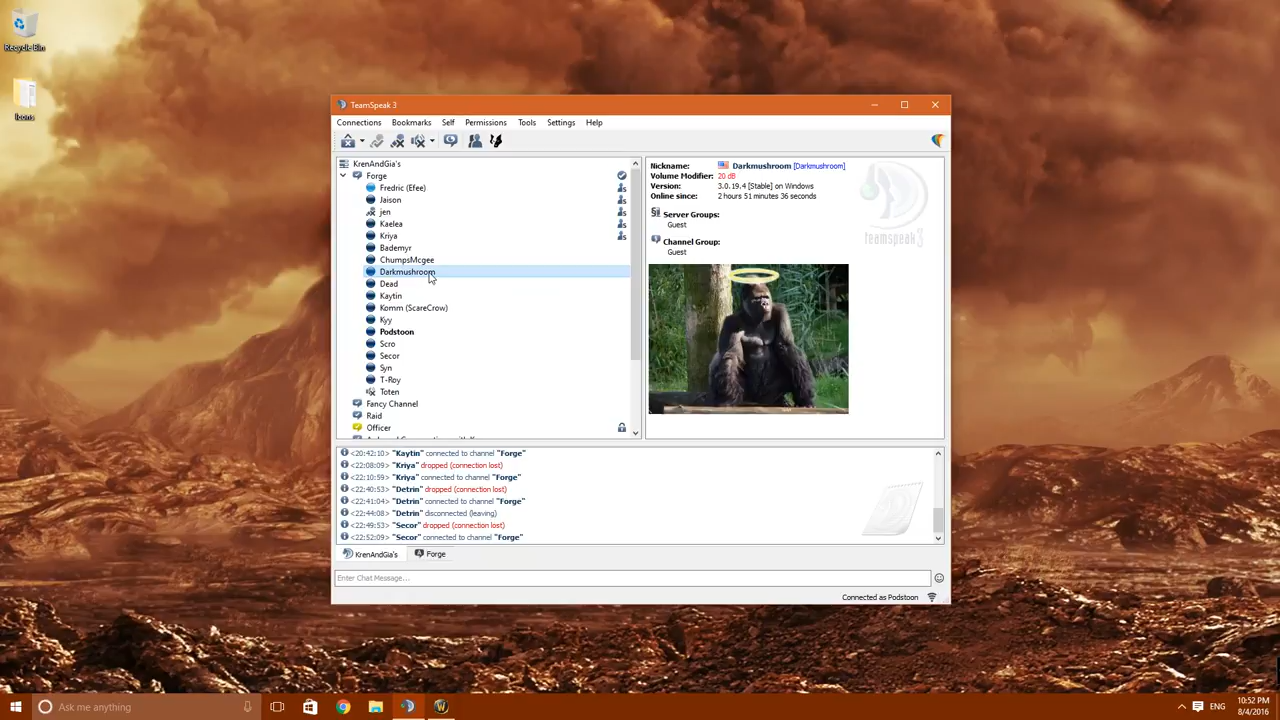 Recycle Bin
Icons
TeamSpeak 3
Connections Bookmarks Self Permissions Tools Settings Help
KrenAndGia's
Forge
Fredric (Efee)
Jaison
jen
Kaelea
Kriya
Bademyr
ChumpsMcgee
Darkmushroom
Dead
Kaytin
Komm (ScareCrow)
Kyy
Podstoon
Scro
Secor
Syn
T-Roy
Toten
Fancy Channel
Raid
Officer
Nickname: Darkmushroom [Darkmushroom]
Volume Modifier: 20 dB
Version: 3.0.19.4 [Stable] on Windows
Online since: 2 hours 51 minutes 36 seconds
Server Groups:
Guest
Channel Group:
Guest
teamspeak3
<20:42:10> "Kaytin" connected to channel "Forge"
<22:08:09> "Kriya" dropped (connection lost)
<22:10:59> "Kriya" connected to channel "Forge"
<22:40:53> "Detrin" dropped (connection lost)
<22:41:04> "Detrin" connected to channel "Forge"
<22:44:08> "Detrin" disconnected (leaving)
<22:49:53> "Secor" dropped (connection lost)
<22:52:09> "Secor" connected to channel "Forge"
KrenAndGia's Forge
Enter Chat Message...
Connected as Podstoon
Ask me anything
ENG
10:52 PM
8/4/2016